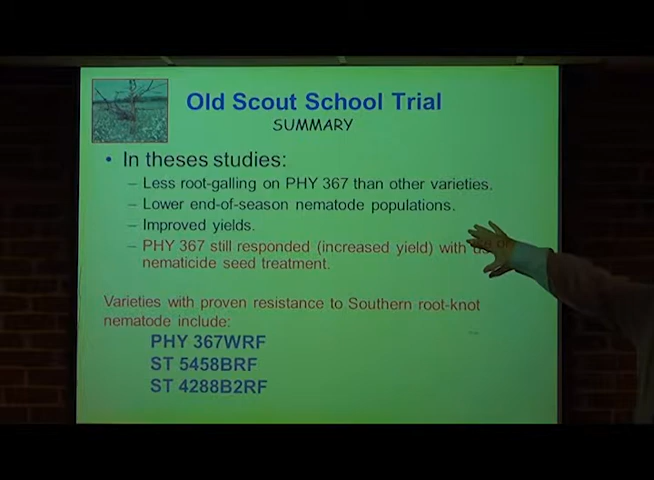 Old Scout School Trial
SUMMARY
• In theses studies:
– Less root-galling on PHY 367 than other varieties.
– Lower end-of-season nematode populations.
– Improved yields.
– PHY 367 still responded (increased yield) with
nematicide seed treatment.
Varieties with proven resistance to Southern root-knot
nematode include:
PHY 367WRF
ST 5458BRF
ST 4288B2RF